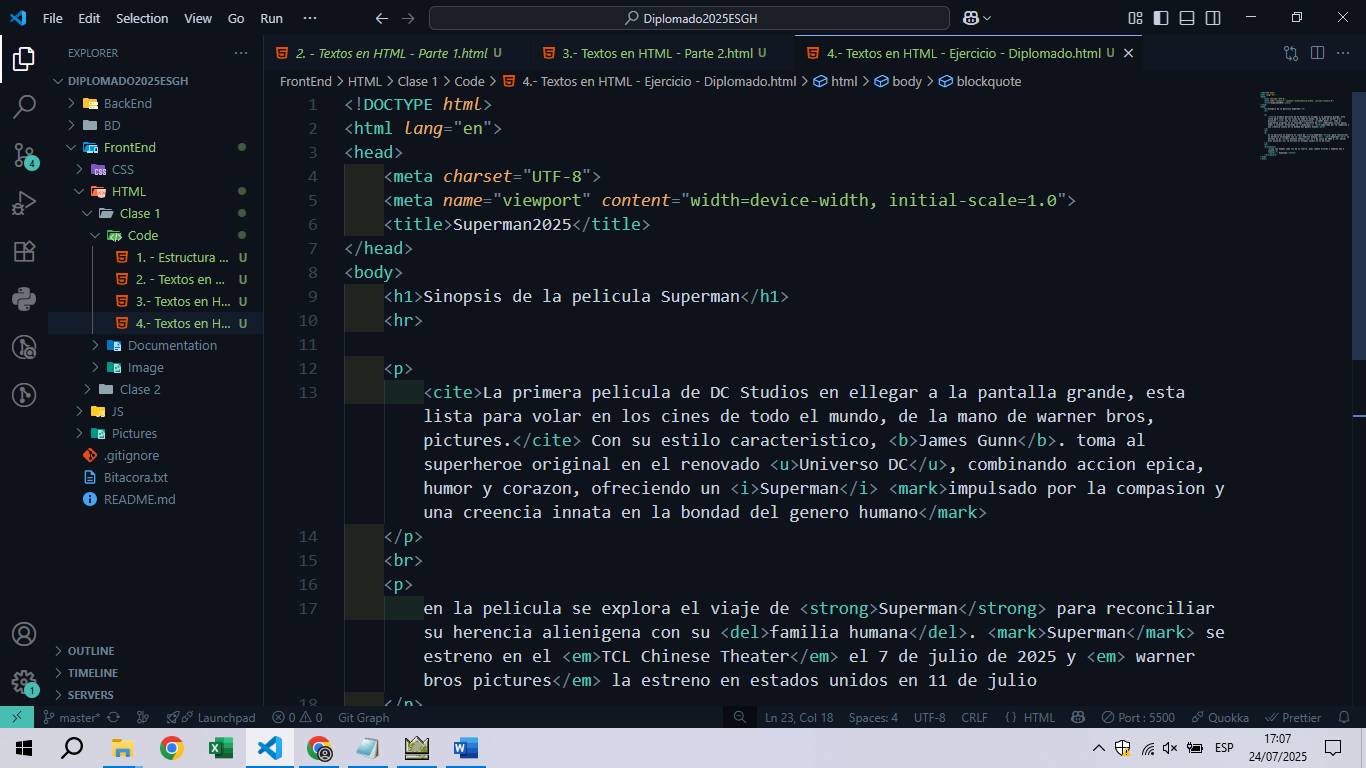 File Edit Selection View Go Run ··· Diplomado2025ESGH
EXPLORER ···
2. - Textos en HTML - Parte 1.html U
3.- Textos en HTML - Parte 2.html U
4.- Textos en HTML - Ejercicio - Diplomado.html U
FrontEnd > HTML > Clase 1 > Code > 4.- Textos en HTML - Ejercicio - Diplomado.html > html > body > blockquote
DIPLOMADO2025ESGH
BackEnd
BD
FrontEnd
CSS
HTML
Clase 1
Code
1. - Estructura ... U
2. - Textos en ... U
3.- Textos en H... U
4.- Textos en H... U
Documentation
Image
Clase 2
JS
Pictures
.gitignore
Bitacora.txt
README.md
OUTLINE
TIMELINE
SERVERS
4
1
1 <!DOCTYPE html>
2 <html lang="en">
3 <head>
4 <meta charset="UTF-8">
5 <meta name="viewport" content="width=device-width, initial-scale=1.0">
6 <title>Superman2025</title>
7 </head>
8 <body>
9 <h1>Sinopsis de la pelicula Superman</h1>
10 <hr>
11
12 <p>
13 <cite>La primera pelicula de DC Studios en ellegar a la pantalla grande, esta
lista para volar en los cines de todo el mundo, de la mano de warner bros,
pictures.</cite> Con su estilo caracteristico, <b>James Gunn</b>. toma al
superheroe original en el renovado <u>Universo DC</u>, combinando accion epica,
humor y corazon, ofreciendo un <i>Superman</i> <mark>impulsado por la compasion y
una creencia innata en la bondad del genero humano</mark>
14 </p>
15 <br>
16 <p>
17 en la pelicula se explora el viaje de <strong>Superman</strong> para reconciliar
su herencia alienigena con su <del>familia humana</del>. <mark>Superman</mark> se
estreno en el <em>TCL Chinese Theater</em> el 7 de julio de 2025 y <em> warner
bros pictures</em> la estreno en estados unidos en 11 de julio
18 </p>
master* Launchpad 0 0 Git Graph Ln 23, Col 18 Spaces: 4 UTF-8 CRLF {} HTML Port : 5500 Quokka Prettier
ESP
17:07
24/07/2025